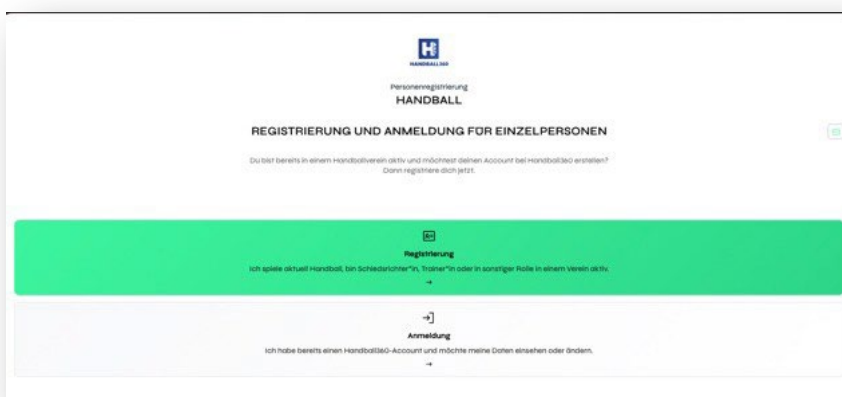 HANDBALL360
Personenregistrierung
HANDBALL
REGISTRIERUNG UND ANMELDUNG FÜR EINZELPERSONEN
Du bist bereits in einem Handballverein aktiv und möchtest deinen Account bei Handball360 erstellen?
Dann registriere dich jetzt.
Registrierung
Ich spiele aktuell Handball, bin Schiedsrichter*in, Trainer*in oder in sonstiger Rolle in einem Verein aktiv.
→
Anmeldung
Ich habe bereits einen Handball360-Account und möchte meine Daten einsehen oder ändern.
→